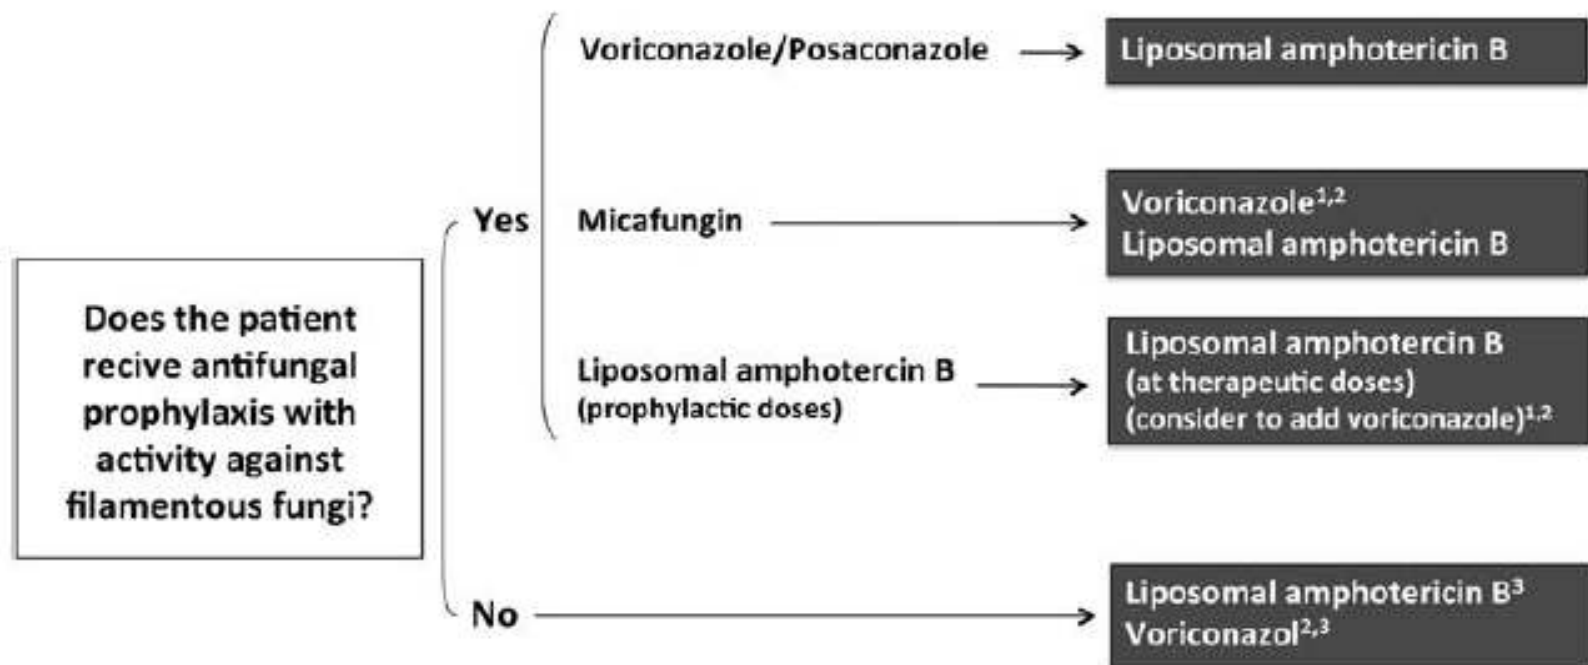 Does the patient
recive antifungal
prophylaxis with
activity against
filamentous fungi?
Yes
Voriconazole/Posaconazole
Liposomal amphotericin B
Micafungin
Voriconazole1,2
Liposomal amphotericin B
Liposomal amphotercin B
(prophylactic doses)
Liposomal amphotercin B
(at therapeutic doses)
(consider to add voriconazole)1,2
No
Liposomal amphotericin B3
Voriconazol2,3